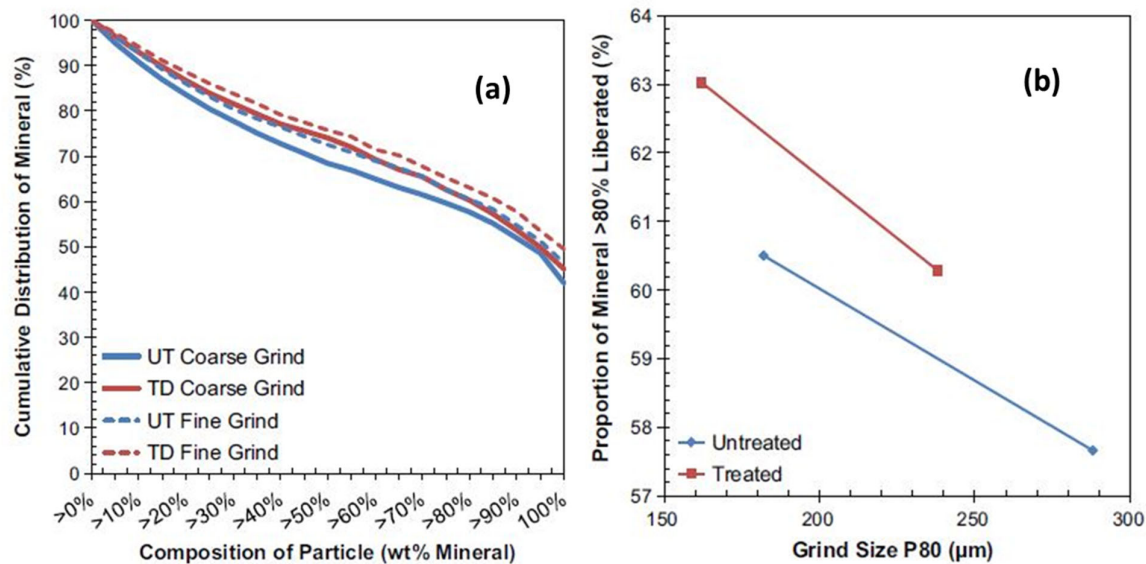 (a)
Cumulative Distribution of Mineral (%)
100
90
80
70
60
50
40
30
20
10
0
UT Coarse Grind
TD Coarse Grind
UT Fine Grind
TD Fine Grind
>0%
>10%
>20%
>30%
>40%
>50%
>60%
>70%
>80%
>90%
100%
Composition of Particle (wt% Mineral)
(b)
Proportion of Mineral >80% Liberated (%)
64
63
62
61
60
59
58
57
Untreated
Treated
150
200
250
300
Grind Size P80 (µm)